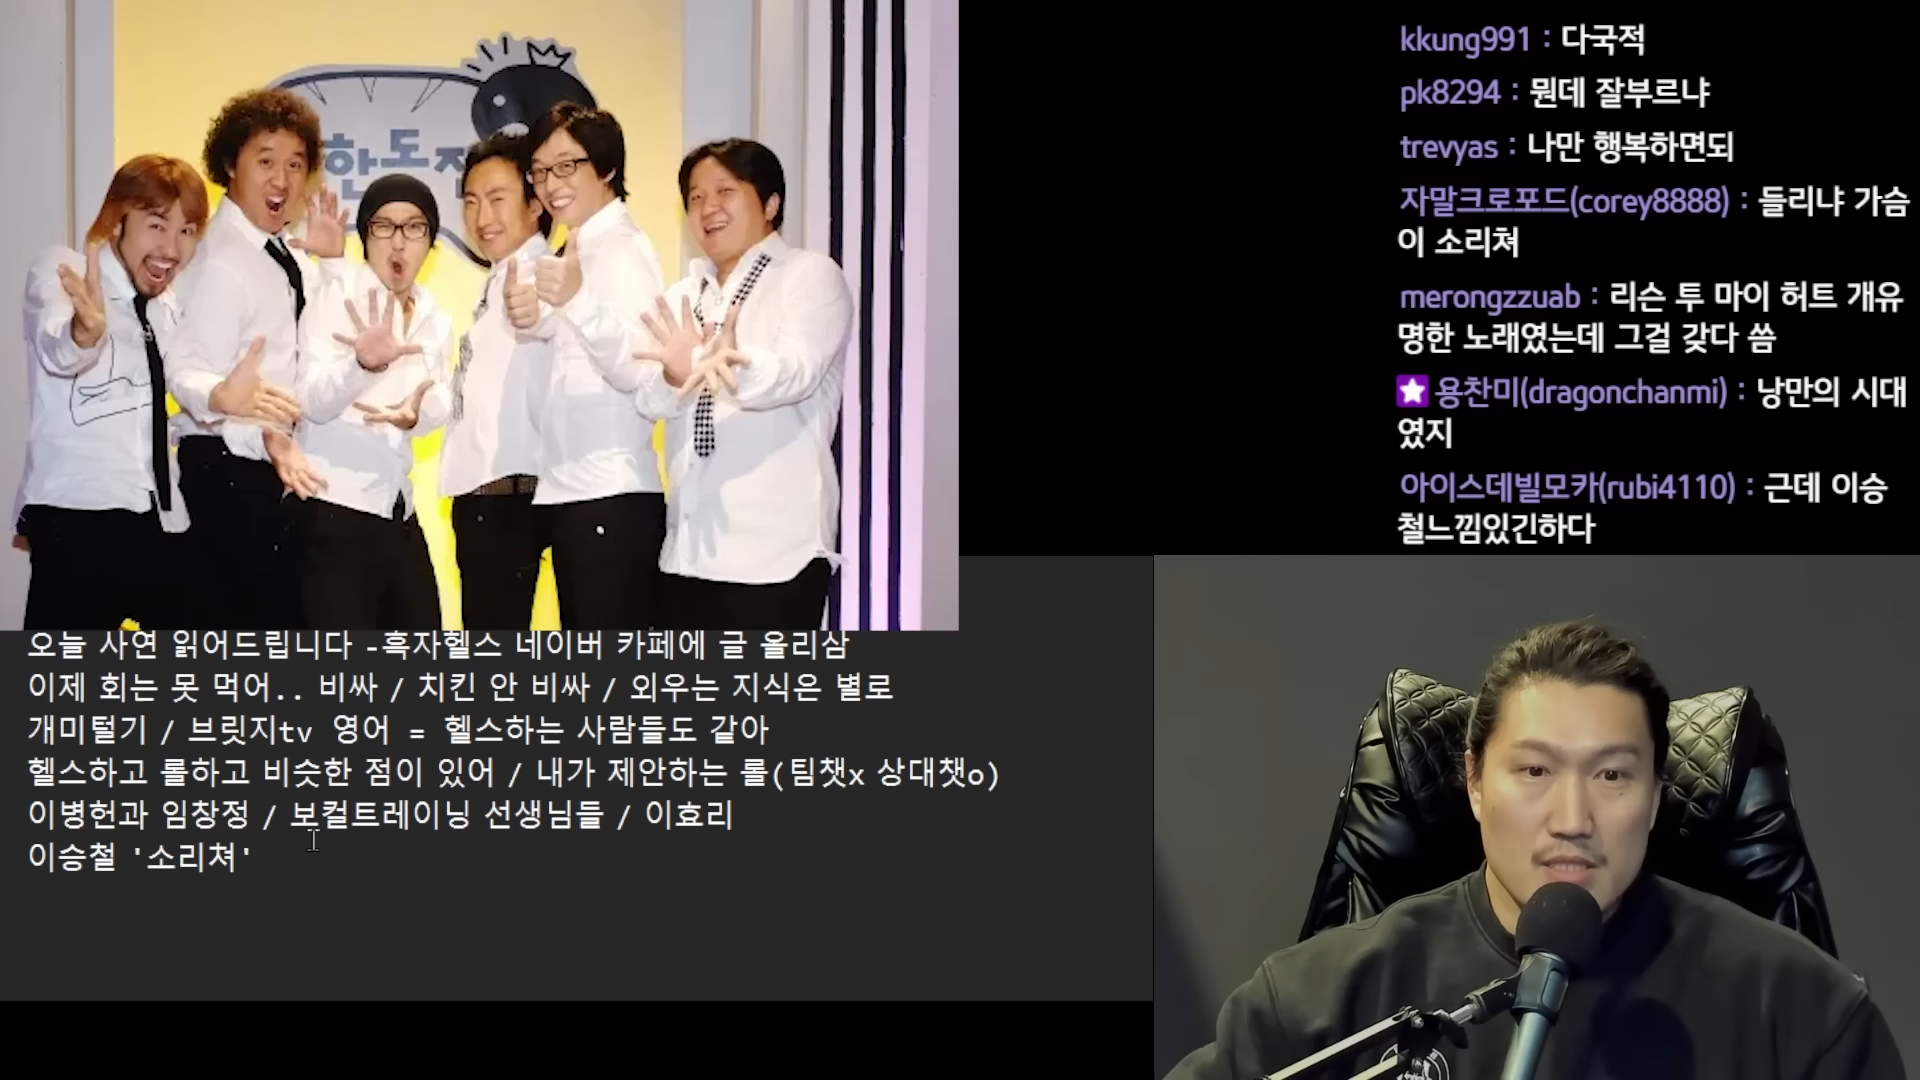 한도전
kkung991 : 다국적
pk8294 : 뭔데 잘부르냐
trevyas : 나만 행복하면되
자말크로포드(corey8888) : 들리냐 가슴
이 소리쳐
merongzzuab : 리슨 투 마이 허트 개유
명한 노래였는데 그걸 갖다 씀
용찬미(dragonchanmi) : 낭만의 시대
였지
아이스데빌모카(rubi4110) : 근데 이승
철느낌있긴하다
오늘 사연 읽어드립니다 -흑자헬스 네이버 카페에 글 올리삼
이제 회는 못 먹어.. 비싸 / 치킨 안 비싸 / 외우는 지식은 별로
개미털기 / 브릿지tv 영어 = 헬스하는 사람들도 같아
헬스하고 롤하고 비슷한 점이 있어 / 내가 제안하는 롤(팀챗x 상대챗o)
이병헌과 임창정 / 보컬트레이닝 선생님들 / 이효리
이승철 '소리쳐'